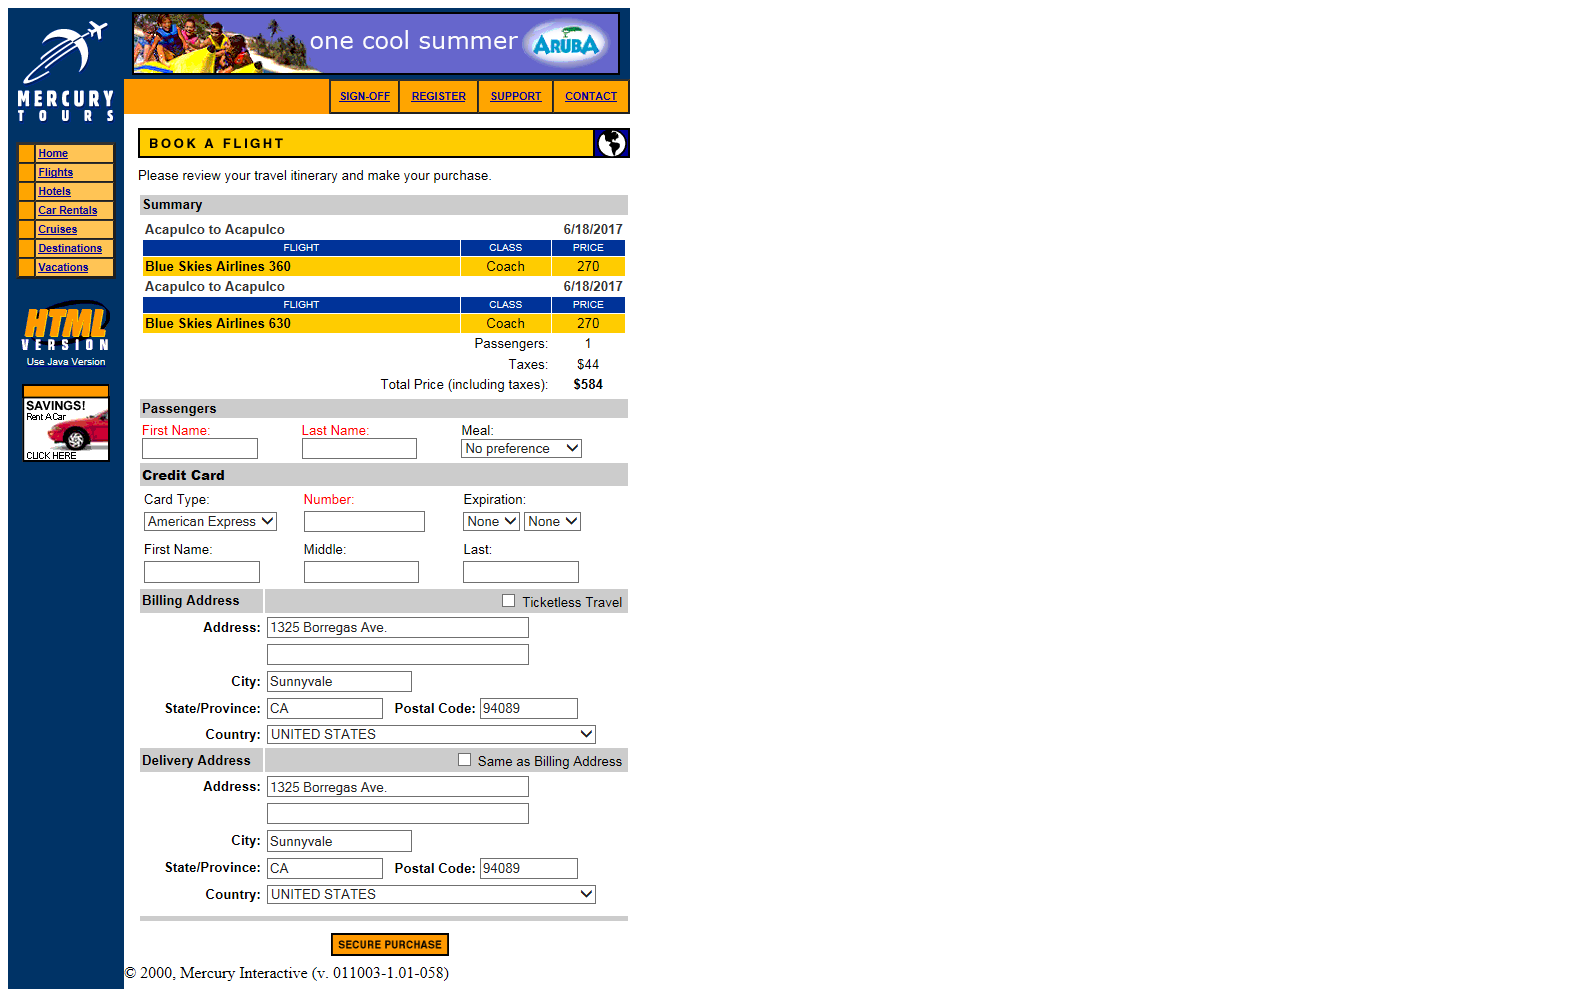 one cool summer ARUBA
MERCURY
TOURS
SIGN-OFF REGISTER SUPPORT CONTACT
Home
Flights
Hotels
Car Rentals
Cruises
Destinations
Vacations
HTML
VERSION
Use Java Version
SAVINGS!
Rent A Car
CLICK HERE
BOOK A FLIGHT
Please review your travel itinerary and make your purchase.
Summary
Acapulco to Acapulco 6/18/2017
FLIGHT CLASS PRICE
Blue Skies Airlines 360 Coach 270
Acapulco to Acapulco 6/18/2017
FLIGHT CLASS PRICE
Blue Skies Airlines 630 Coach 270
Passengers: 1
Taxes: $44
Total Price (including taxes): $584
Passengers
First Name: Last Name: Meal:
No preference
Credit Card
Card Type: Number: Expiration:
American Express None None
First Name: Middle: Last:
Billing Address Ticketless Travel
Address: 1325 Borregas Ave.
City: Sunnyvale
State/Province: CA Postal Code: 94089
Country: UNITED STATES
Delivery Address Same as Billing Address
Address: 1325 Borregas Ave.
City: Sunnyvale
State/Province: CA Postal Code: 94089
Country: UNITED STATES
SECURE PURCHASE
© 2000, Mercury Interactive (v. 011003-1.01-058)